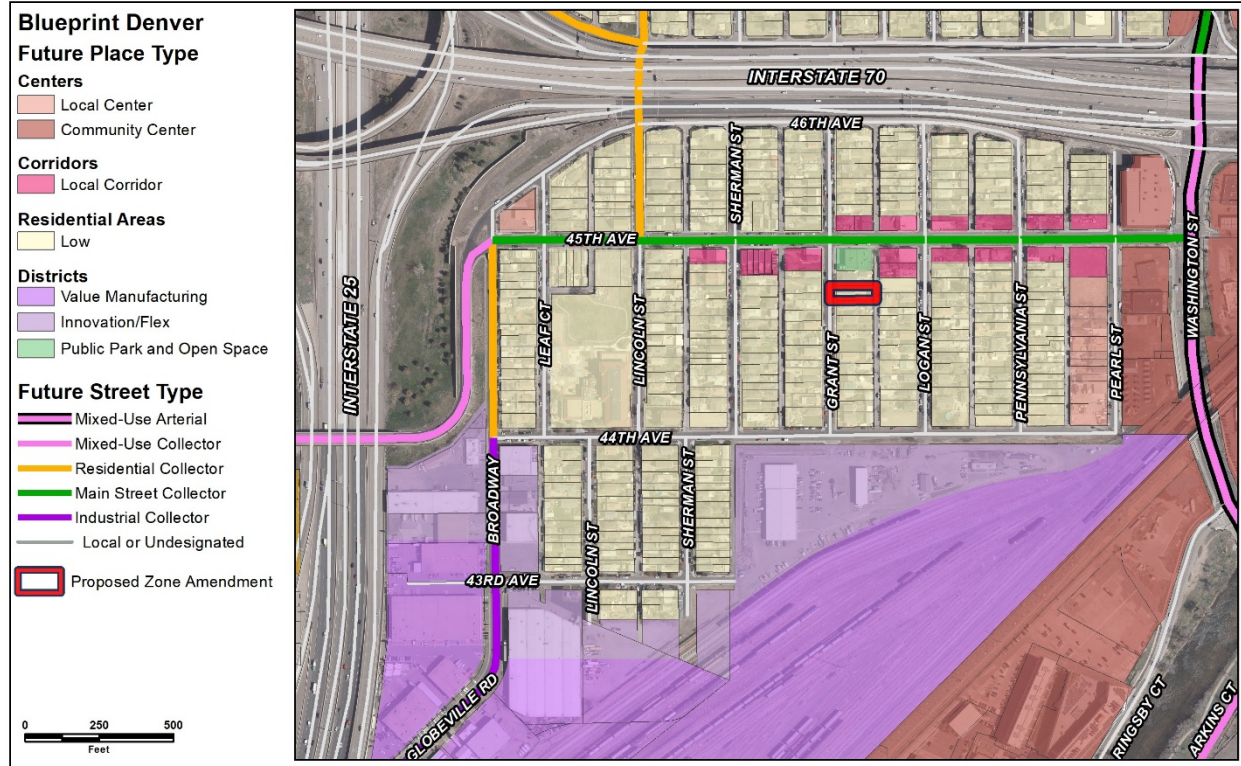 Blueprint Denver
Future Place Type
Centers
Local Center
Community Center
Corridors
Local Corridor
Residential Areas
Low
Districts
Value Manufacturing
Innovation/Flex
Public Park and Open Space
Future Street Type
Mixed-Use Arterial
Mixed-Use Collector
Residential Collector
Main Street Collector
Industrial Collector
Local or Undesignated
Proposed Zone Amendment
0 250 500
Feet
INTERSTATE 70
46TH AVE
SHERMAN ST
45TH AVE
WASHINGTON ST
INTERSTATE 25
LEAF CT
LINCOLN ST
GRANT ST
LOGAN ST
PENNSYLVANIA ST
PEARL ST
44TH AVE
BROADWAY
LINCOLN ST
SHERMAN ST
43RD AVE
GLOBEVILLE RD
RINGSBY CT
ARKINS CT